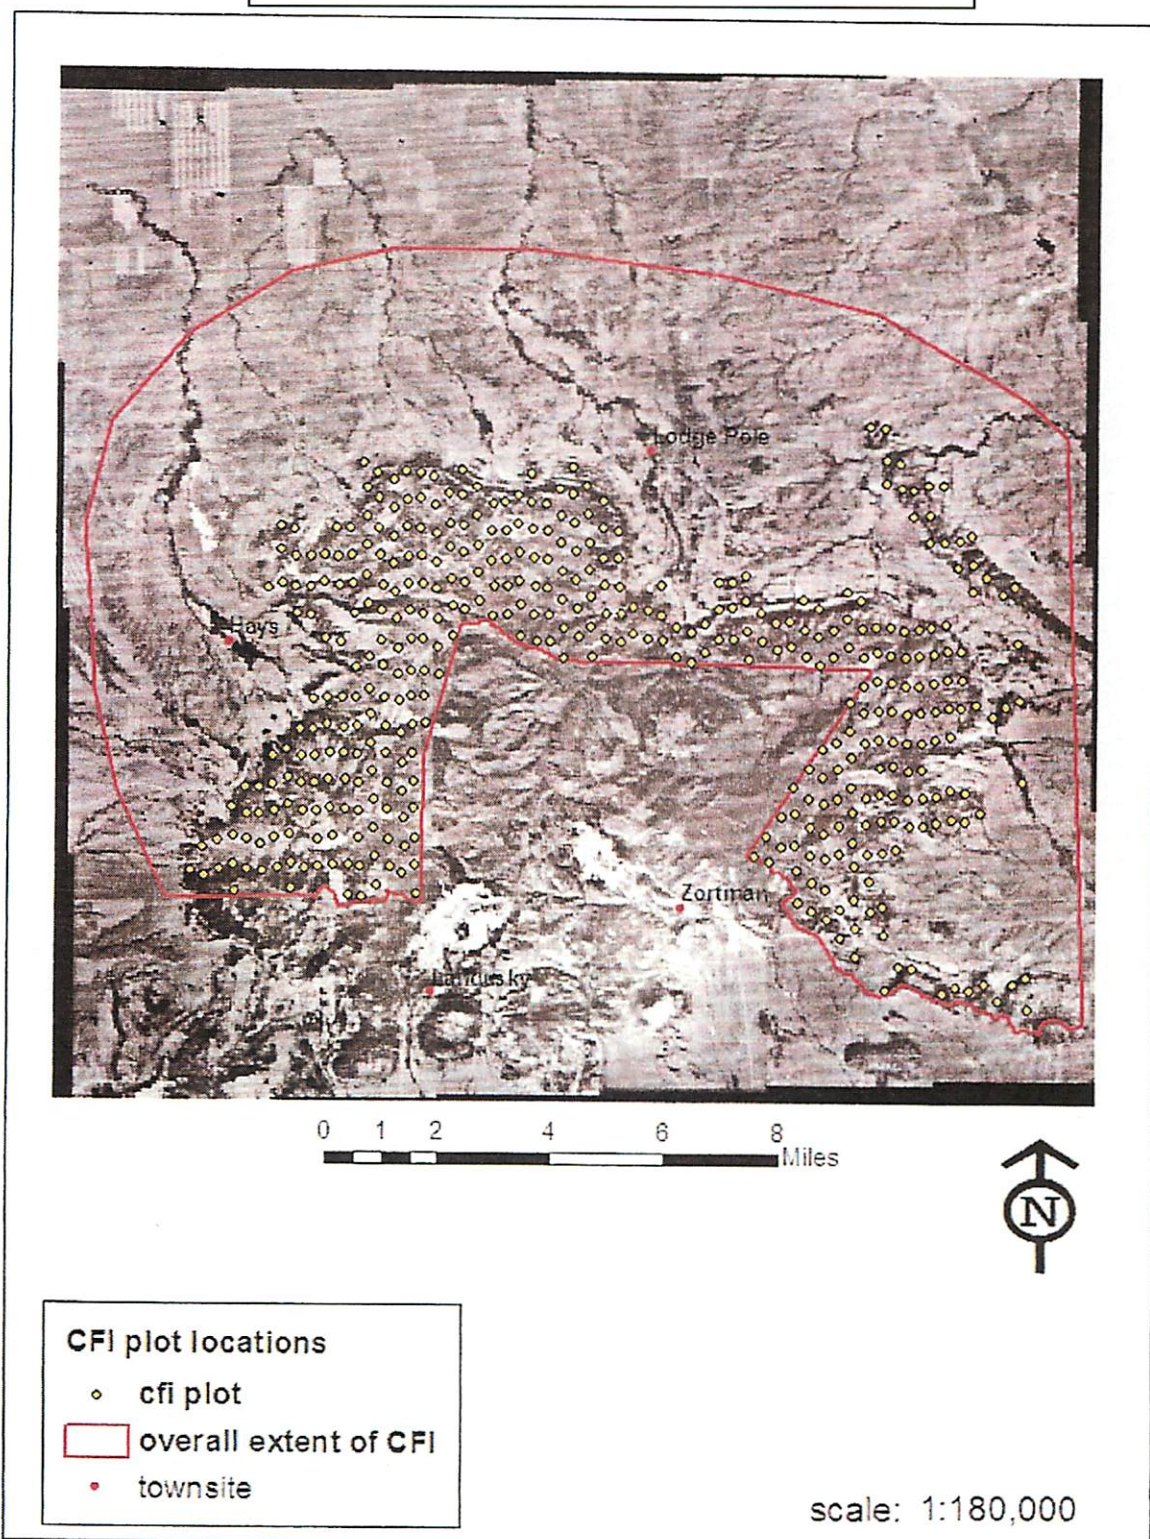 Lodge Pole
Hays
Zortman
Landusky
0 1 2 4 6 8
Miles
N
CFI plot locations
cfi plot
overall extent of CFI
townsite
scale: 1:180,000